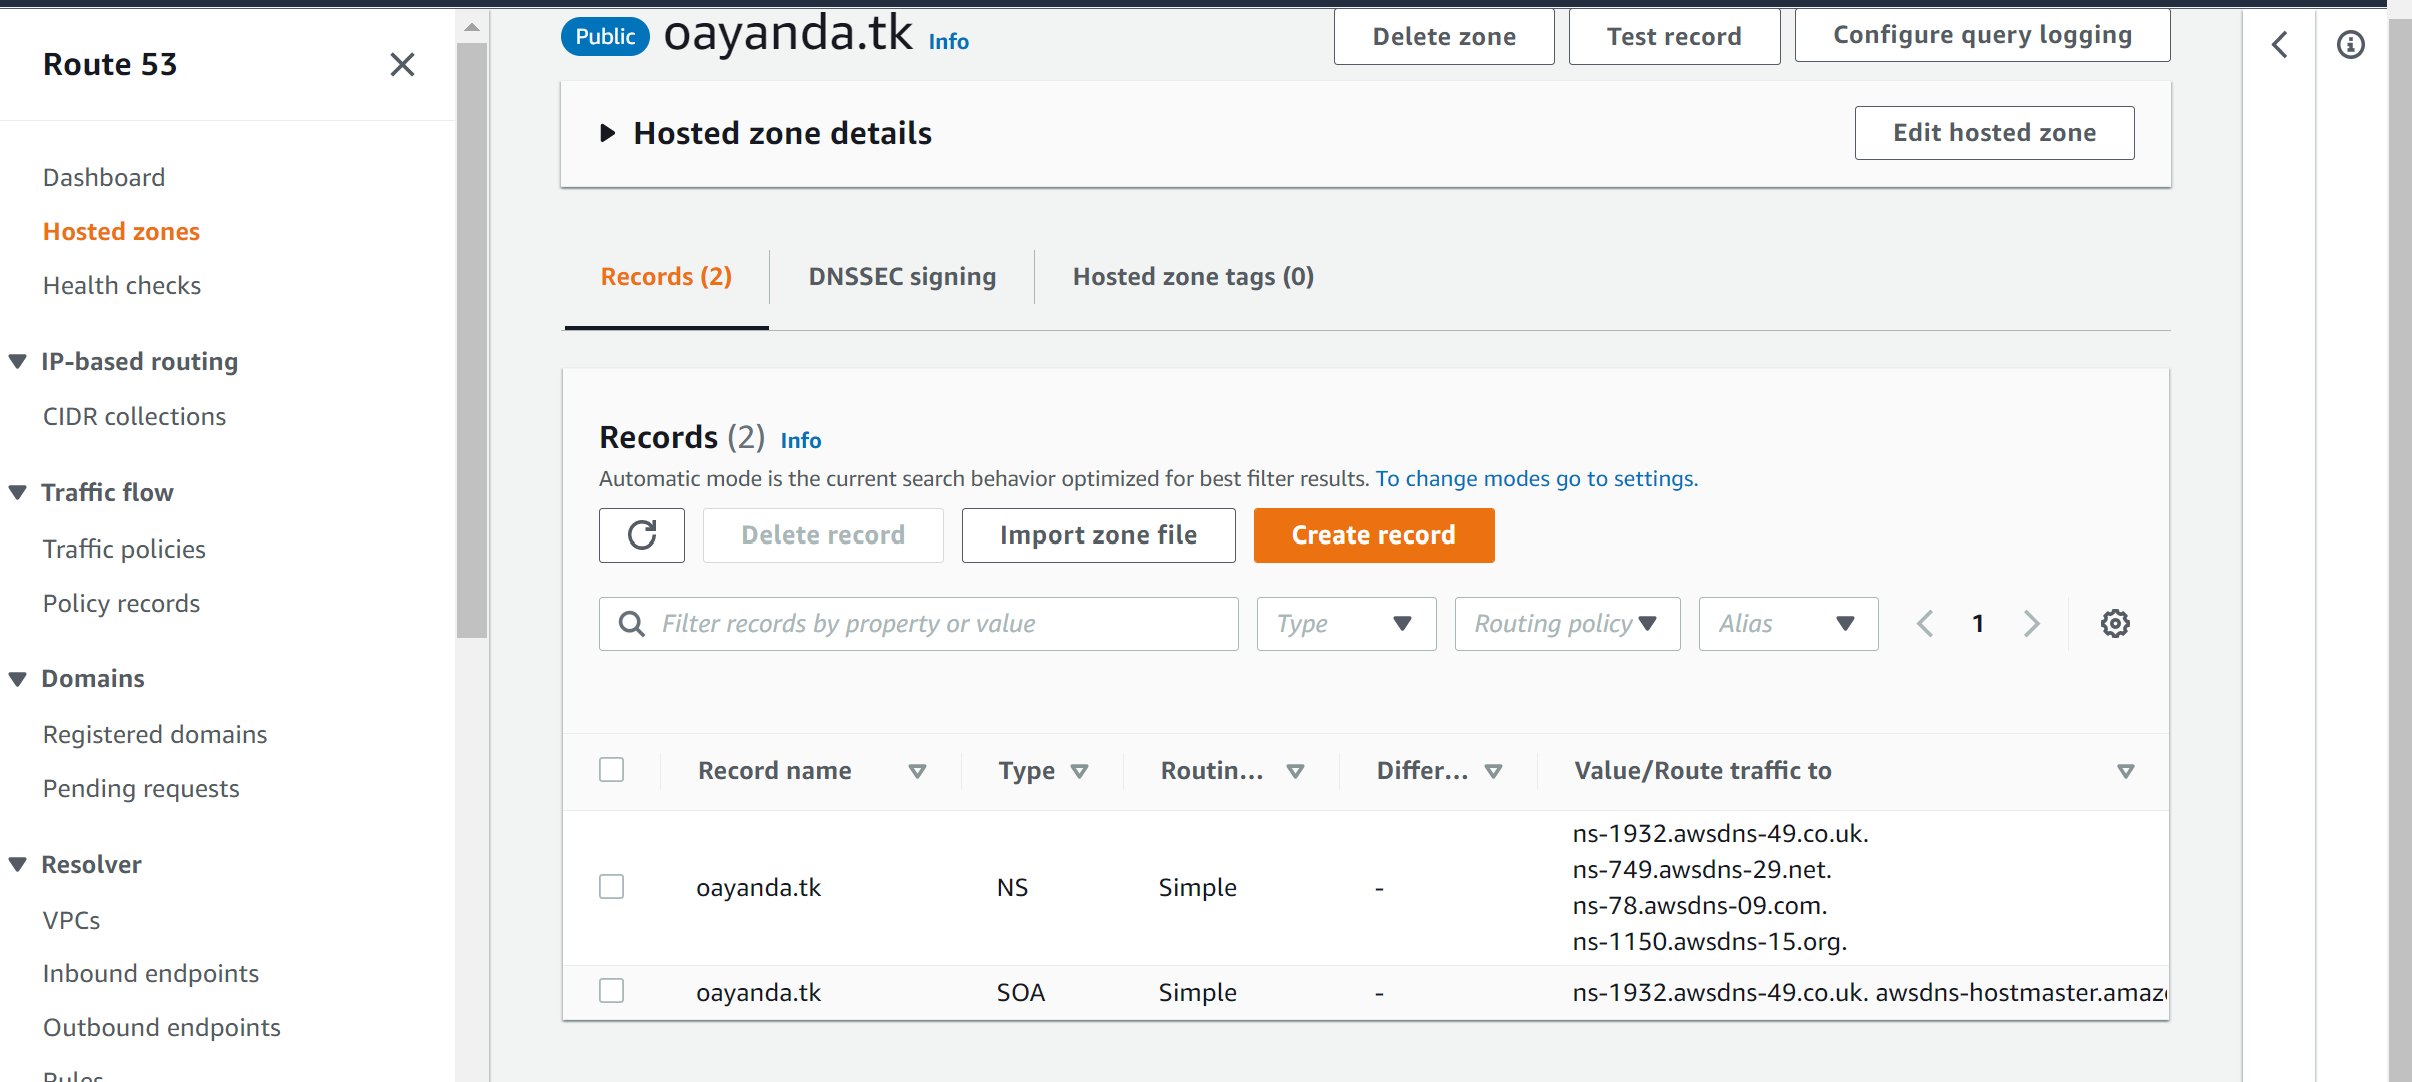 Route 53
Dashboard
Hosted zones
Health checks
IP-based routing
CIDR collections
Traffic flow
Traffic policies
Policy records
Domains
Registered domains
Pending requests
Resolver
VPCs
Inbound endpoints
Outbound endpoints
Rules
Public oayanda.tk Info
Delete zone
Test record
Configure query logging
Hosted zone details
Edit hosted zone
Records (2)
DNSSEC signing
Hosted zone tags (0)
Records (2) Info
Automatic mode is the current search behavior optimized for best filter results. To change modes go to settings.
Delete record
Import zone file
Create record
Filter records by property or value
Type
Routing policy
Alias
1
Record name Type Routin... Differ... Value/Route traffic to
ns-1932.awsdns-49.co.uk.
ns-749.awsdns-29.net.
oayanda.tk NS Simple -
ns-78.awsdns-09.com.
ns-1150.awsdns-15.org.
oayanda.tk SOA Simple - ns-1932.awsdns-49.co.uk. awsdns-hostmaster.amaz